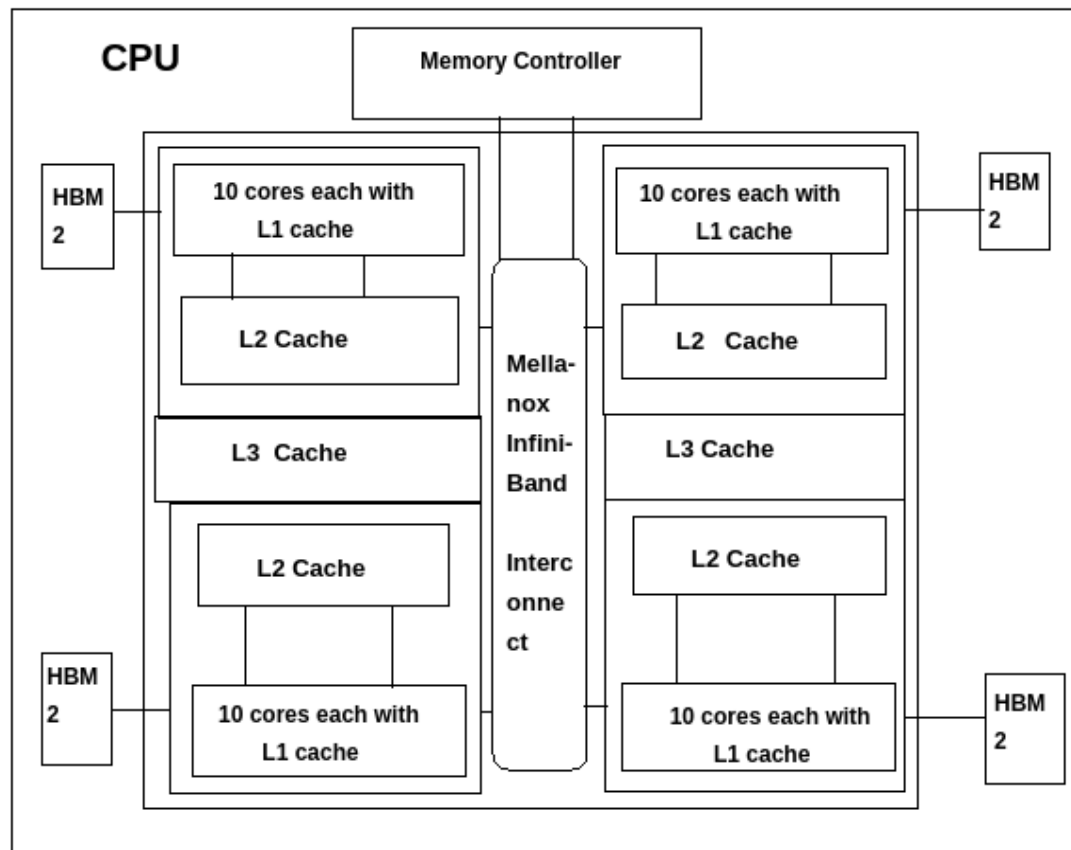 CPU
Memory Controller
HBM
2
10 cores each with
L1 cache
L2 Cache
10 cores each with
L1 cache
L2 Cache
HBM
2
L3 Cache
Mella-
nox
Infini-
Band
Interc
onne
ct
L3 Cache
HBM
2
L2 Cache
10 cores each with
L1 cache
L2 Cache
10 cores each with
L1 cache
HBM
2